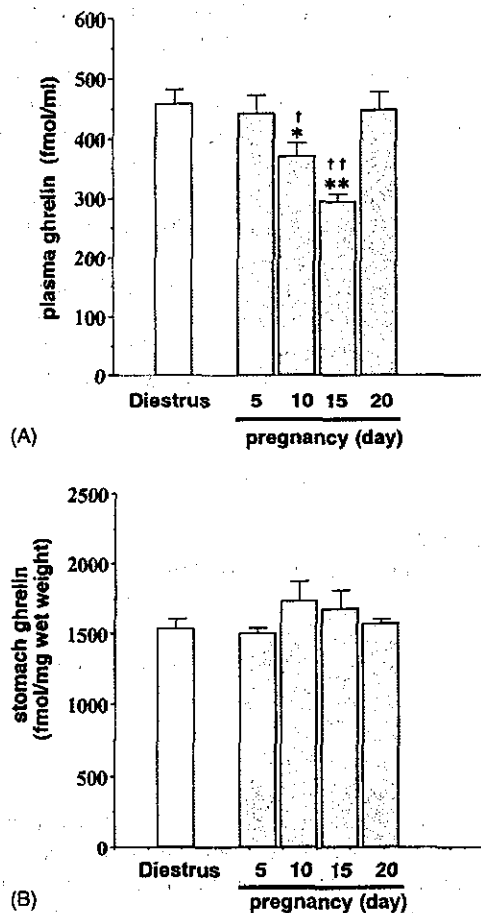 600
500
400
300
200
100
0
plasma ghrelin (fmol/ml)
†
*
††
**
Diestrus 5 10 15 20
pregnancy (day)
(A)
2500
2000
1500
1000
500
0
stomach ghrelin
(fmol/mg wet weight)
Diestrus 5 10 15 20
pregnancy (day)
(B)